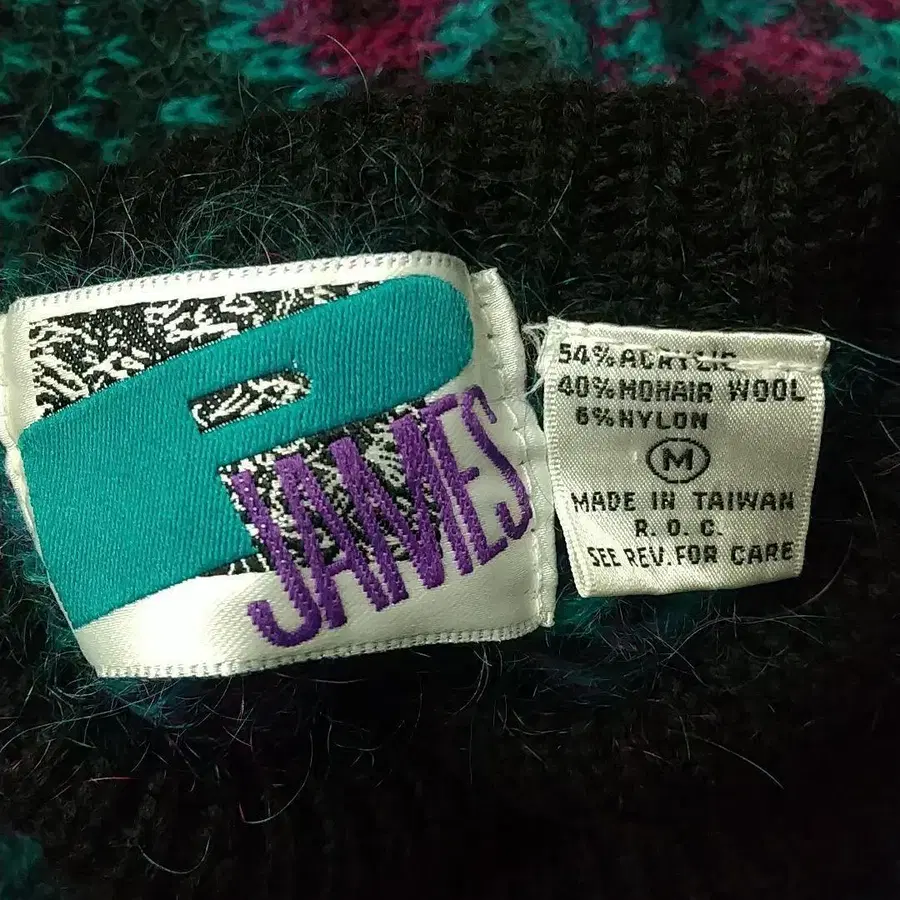 JAMES
54% ACRYLIC
40% MOHAIR WOOL
6% NYLON
M
MADE IN TAIWAN
R. O. C.
SEE REV. FOR CARE